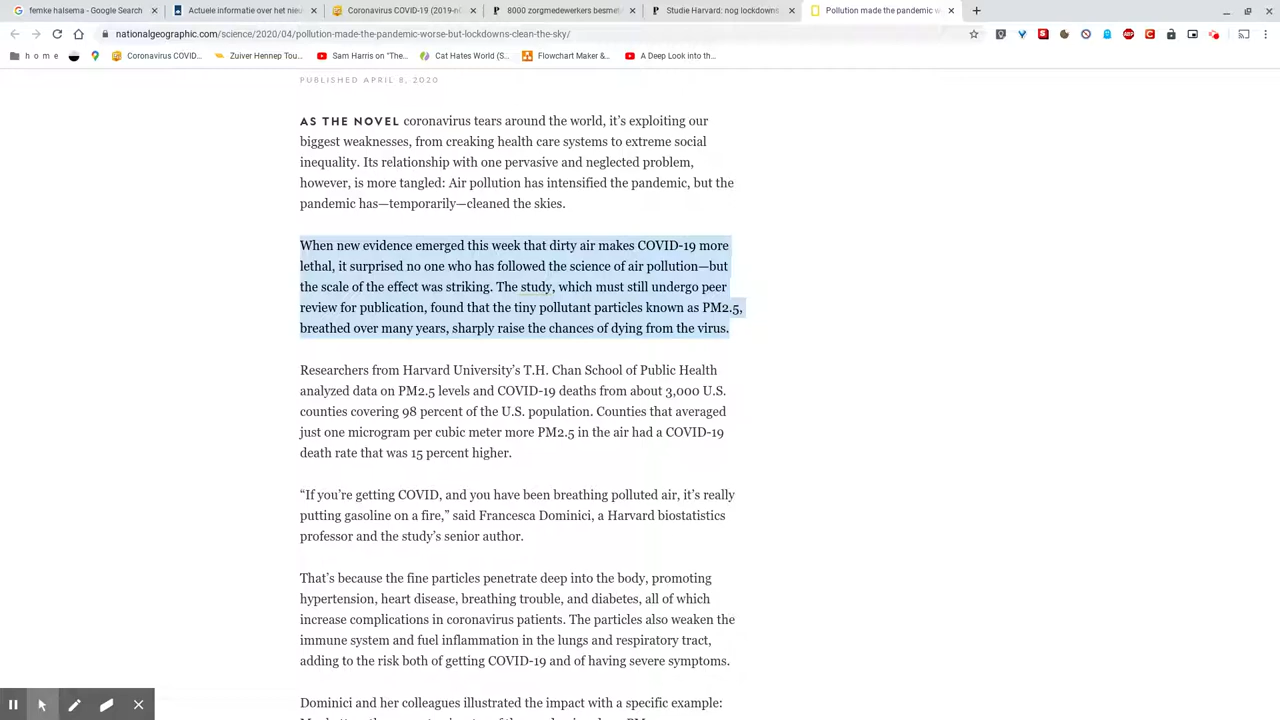 femke halsema - Google Search
Actuele informatie over het nieu
Coronavirus COVID-19 (2019-n
8000 zorgmedewerkers besmet
Studie Harvard: nog lockdowns
Pollution made the pandemic w
nationalgeographic.com/science/2020/04/pollution-made-the-pandemic-worse-but-lockdowns-clean-the-sky/
h o m e
Coronavirus COVID...
Zuiver Hennep Tou...
Sam Harris on "The...
Cat Hates World (S...
Flowchart Maker &...
A Deep Look into th...
PUBLISHED APRIL 8, 2020
AS THE NOVEL coronavirus tears around the world, it’s exploiting our
biggest weaknesses, from creaking health care systems to extreme social
inequality. Its relationship with one pervasive and neglected problem,
however, is more tangled: Air pollution has intensified the pandemic, but the
pandemic has—temporarily—cleaned the skies.
When new evidence emerged this week that dirty air makes COVID-19 more
lethal, it surprised no one who has followed the science of air pollution—but
the scale of the effect was striking. The study, which must still undergo peer
review for publication, found that the tiny pollutant particles known as PM2.5,
breathed over many years, sharply raise the chances of dying from the virus.
Researchers from Harvard University’s T.H. Chan School of Public Health
analyzed data on PM2.5 levels and COVID-19 deaths from about 3,000 U.S.
counties covering 98 percent of the U.S. population. Counties that averaged
just one microgram per cubic meter more PM2.5 in the air had a COVID-19
death rate that was 15 percent higher.
“If you’re getting COVID, and you have been breathing polluted air, it’s really
putting gasoline on a fire,” said Francesca Dominici, a Harvard biostatistics
professor and the study’s senior author.
That’s because the fine particles penetrate deep into the body, promoting
hypertension, heart disease, breathing trouble, and diabetes, all of which
increase complications in coronavirus patients. The particles also weaken the
immune system and fuel inflammation in the lungs and respiratory tract,
adding to the risk both of getting COVID-19 and of having severe symptoms.
Dominici and her colleagues illustrated the impact with a specific example: